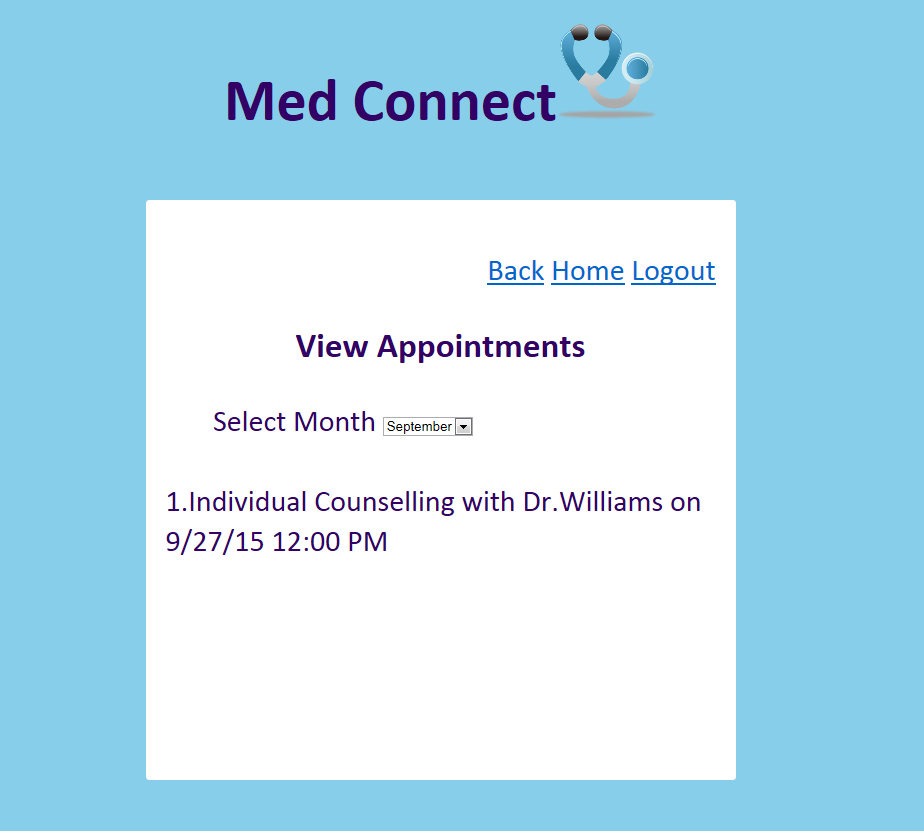 Med Connect
Back Home Logout
View Appointments
Select Month September
1.Individual Counselling with Dr.Williams on
9/27/15 12:00 PM